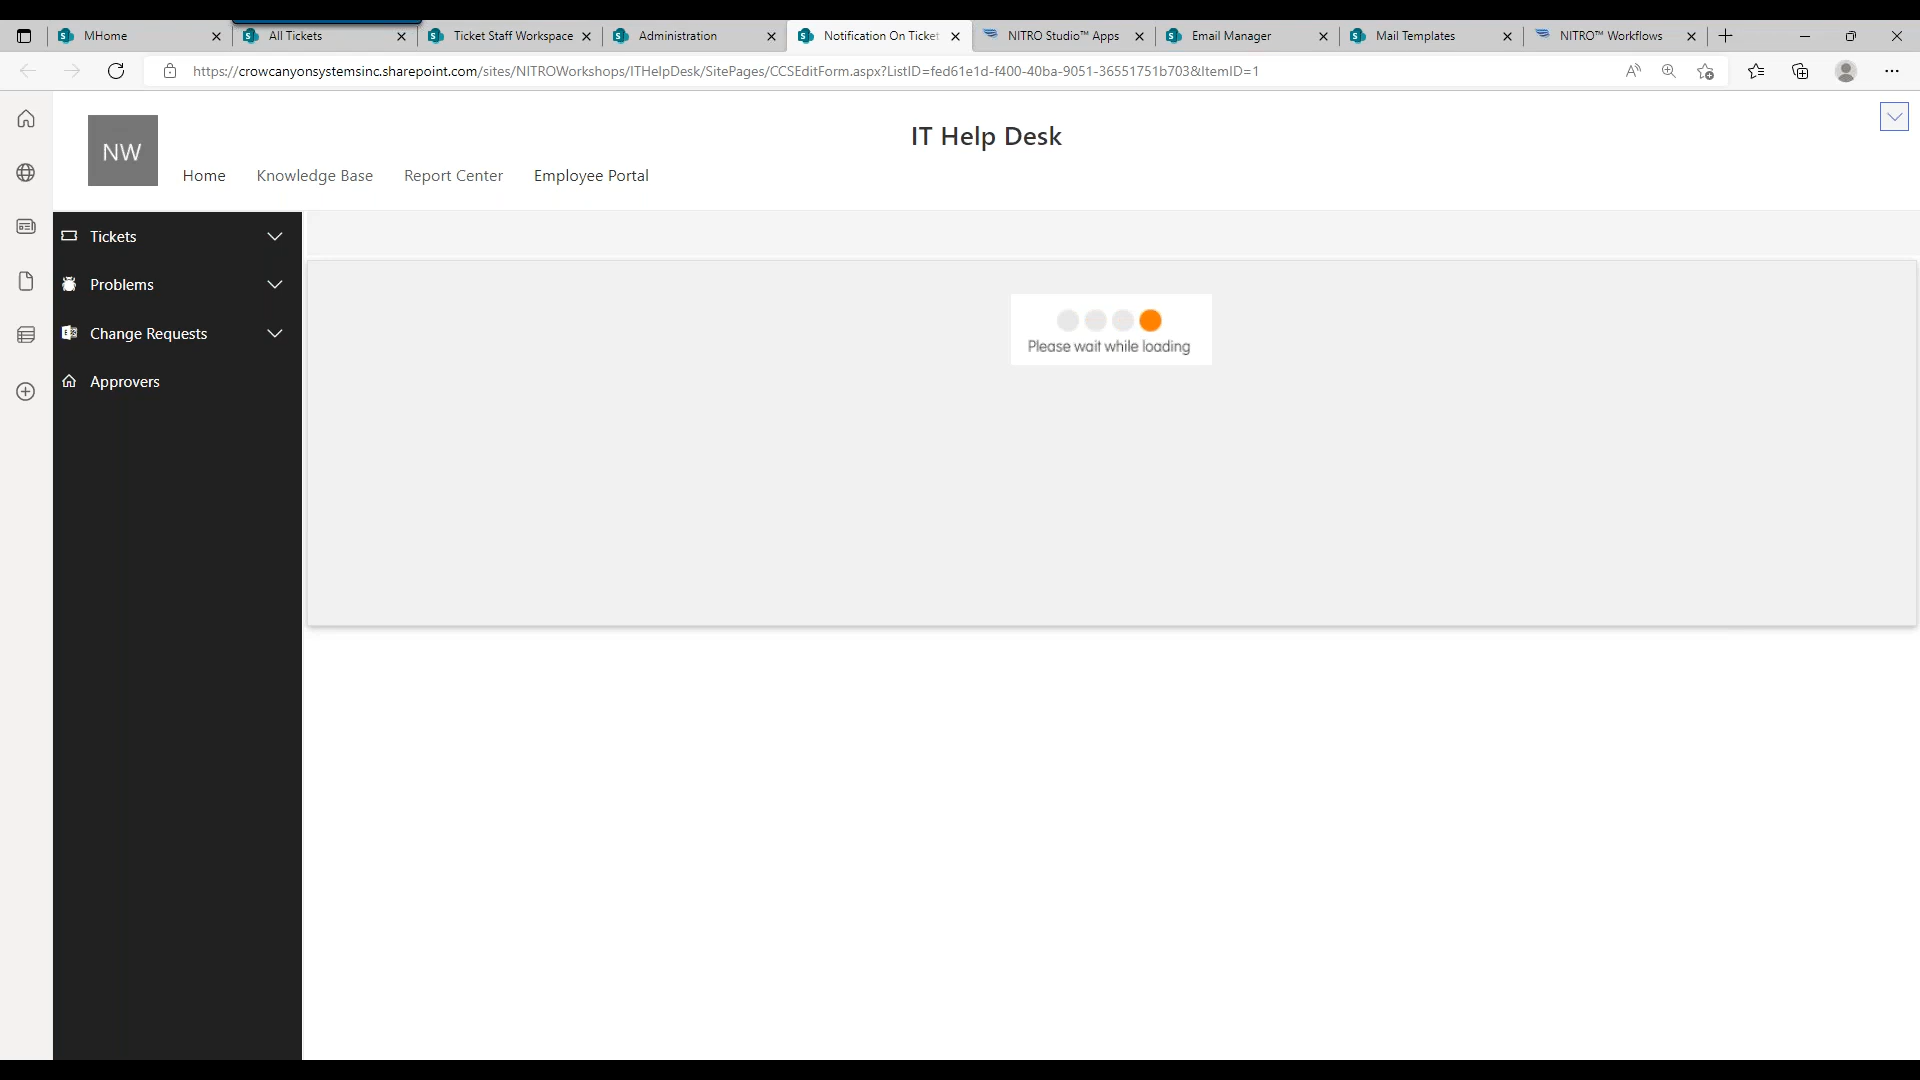 MHome
All Tickets
Ticket Staff Workspace
Administration
Notification On Ticket
NITRO Studio™ Apps
Email Manager
Mail Templates
NITRO™ Workflows
https://crowcanyonsystemsinc.sharepoint.com/sites/NITROWorkshops/ITHelpDesk/SitePages/CCSEditForm.aspx?ListID=fed61e1d-f400-40ba-9051-36551751b703&ItemID=1
NW
IT Help Desk
Home
Knowledge Base
Report Center
Employee Portal
Tickets
Problems
Change Requests
Approvers
Please wait while loading